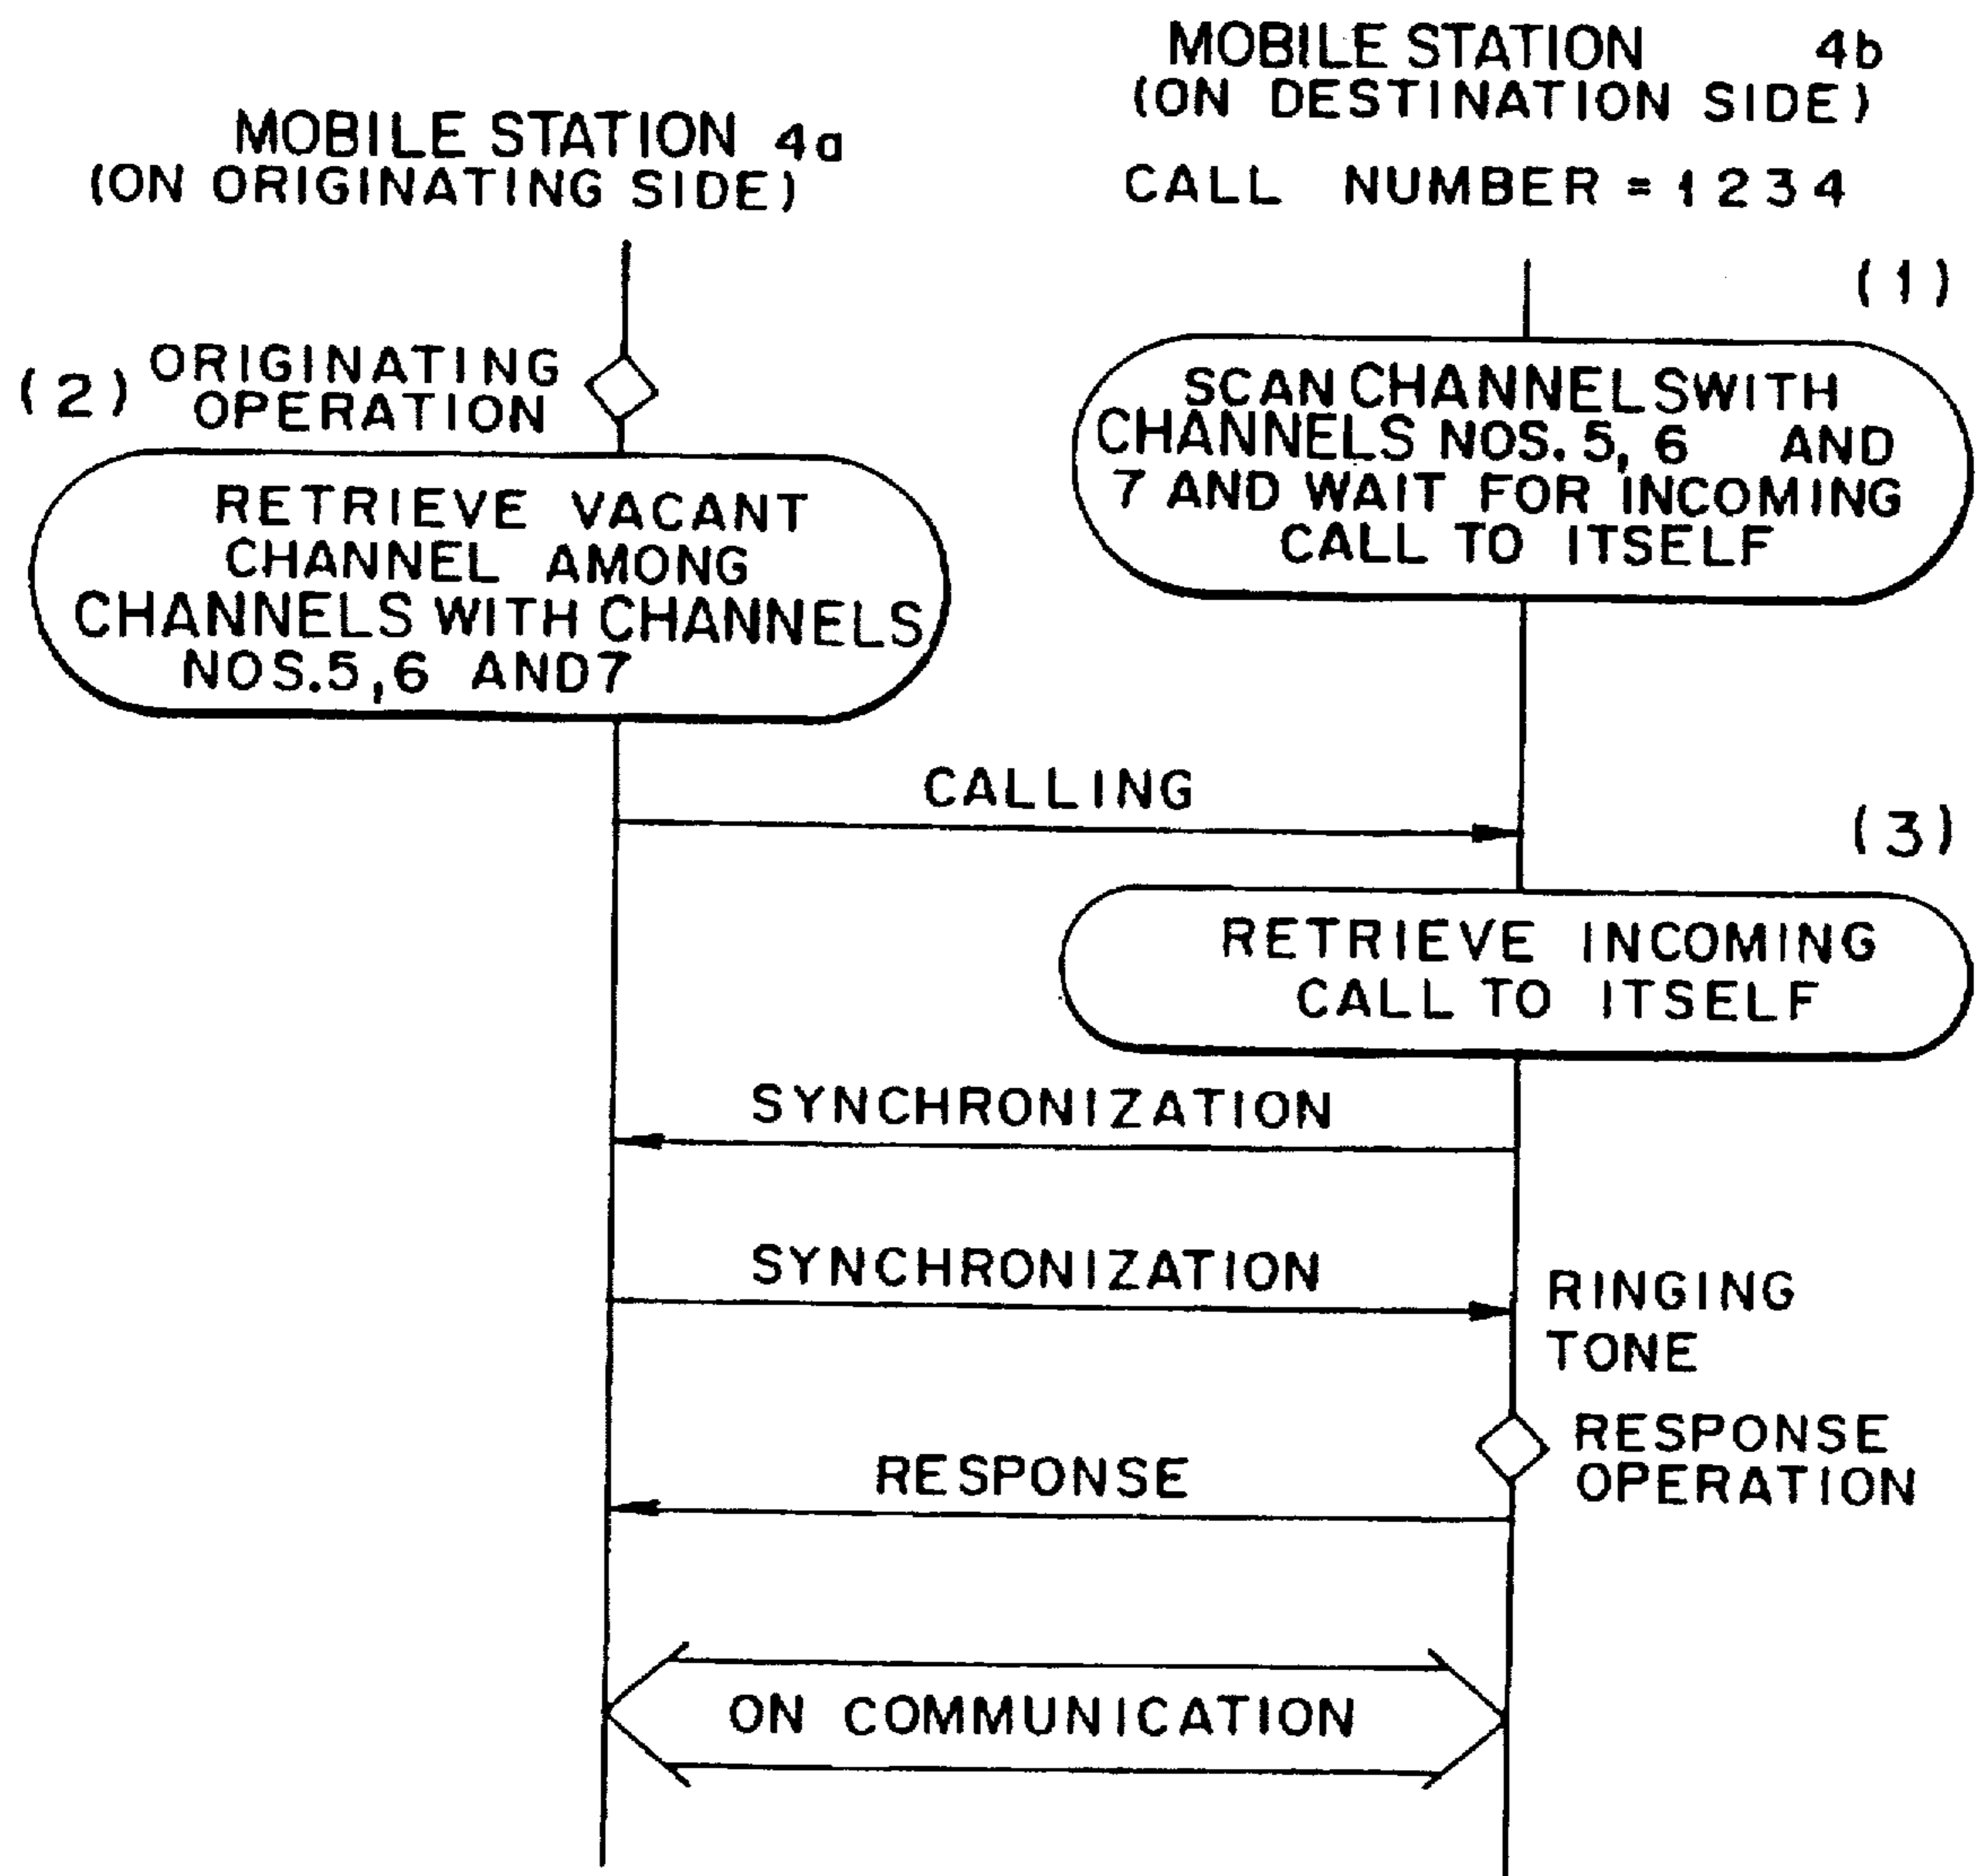 MOBILE STATION 4b
(ON DESTINATION SIDE)
CALL NUMBER = 1234
MOBILE STATION 4a
(ON ORIGINATING SIDE)
(1)
SCAN CHANNELS WITH
CHANNELS NOS. 5, 6 AND
7 AND WAIT FOR INCOMING
CALL TO ITSELF
(2) ORIGINATING
OPERATION
RETRIEVE VACANT
CHANNEL AMONG
CHANNELS WITH CHANNELS
NOS. 5, 6 AND 7
CALLING
(3)
RETRIEVE INCOMING
CALL TO ITSELF
SYNCHRONIZATION
SYNCHRONIZATION
RINGING
TONE
RESPONSE
OPERATION
RESPONSE
ON COMMUNICATION